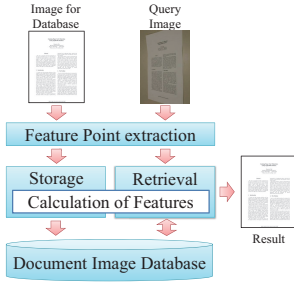 Image for
Database
Query
Image
Feature Point extraction
Storage
Retrieval
Calculation of Features
Result
Document Image Database